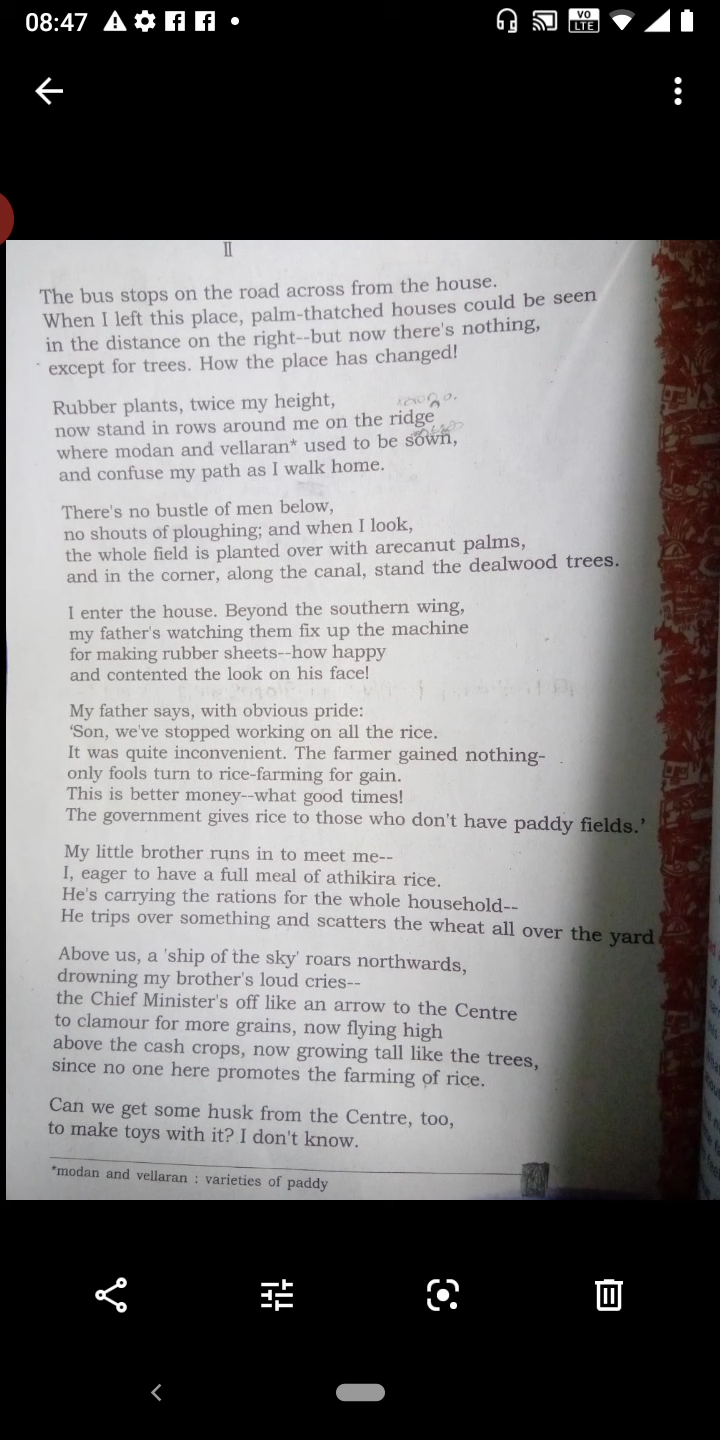 08:47
VO
LTE
II
The bus stops on the road across from the house.
When I left this place, palm-thatched houses could be seen
in the distance on the right--but now there's nothing,
except for trees. How the place has changed!
Rubber plants, twice my height,
now stand in rows around me on the ridge
where modan and vellaran* used to be sown,
and confuse my path as I walk home.
There's no bustle of men below,
no shouts of ploughing; and when I look,
the whole field is planted over with arecanut palms,
and in the corner, along the canal, stand the dealwood trees.
I enter the house. Beyond the southern wing,
my father's watching them fix up the machine
for making rubber sheets--how happy
and contented the look on his face!
My father says, with obvious pride:
'Son, we've stopped working on all the rice.
It was quite inconvenient. The farmer gained nothing-
only fools turn to rice-farming for gain.
This is better money--what good times!
The government gives rice to those who don't have paddy fields.'
My little brother runs in to meet me--
I, eager to have a full meal of athikira rice.
He's carrying the rations for the whole household--
He trips over something and scatters the wheat all over the yard
Above us, a 'ship of the sky' roars northwards,
drowning my brother's loud cries--
the Chief Minister's off like an arrow to the Centre
to clamour for more grains, now flying high
above the cash crops, now growing tall like the trees,
since no one here promotes the farming of rice.
Can we get some husk from the Centre, too,
to make toys with it? I don't know.
*modan and vellaran : varieties of paddy